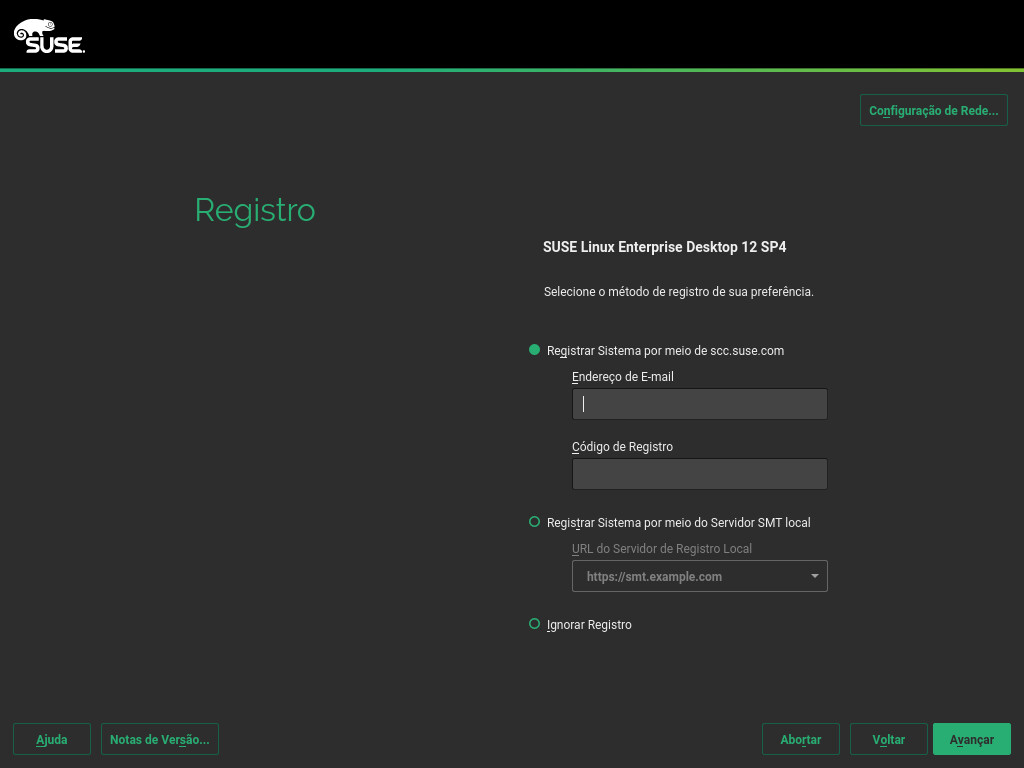 SUSE.
Configuração de Rede...
Registro
SUSE Linux Enterprise Desktop 12 SP4
Selecione o método de registro de sua preferência.
Registrar Sistema por meio de scc.suse.com
Endereço de E-mail
Código de Registro
Registrar Sistema por meio do Servidor SMT local
URL do Servidor de Registro Local
https://smt.example.com
Ignorar Registro
Ajuda Notas de Versão... Abortar Voltar Avançar